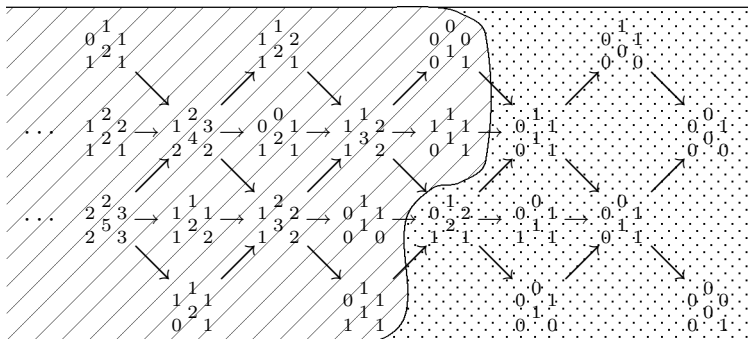 1 1 0 1
0 1 1 2 0 0 1 1
2 2 1 0
1 1 1 1 0 1 0 0
2 2 0 1 1 1 0
1 2 1 3 0 1 1 2 1 1 0 1 0 1
··· 2 → 4 → 2 → 3 → 1 → 1 0
1 1 2 2 1 1 1 2 0 1 0 1 0 0
2 1 2 1 1 0 0
2 3 1 1 1 2 0 1 0 2 0 1 0 1
··· 5 → 2 → 3 → 1 → 2 → 1 → 1
2 3 1 2 1 2 0 0 1 1 1 1 0 0
1 1 0 0
1 1 0 1 0 1 0 0
2 1 1 0
0 1 1 1 0 1 0 1